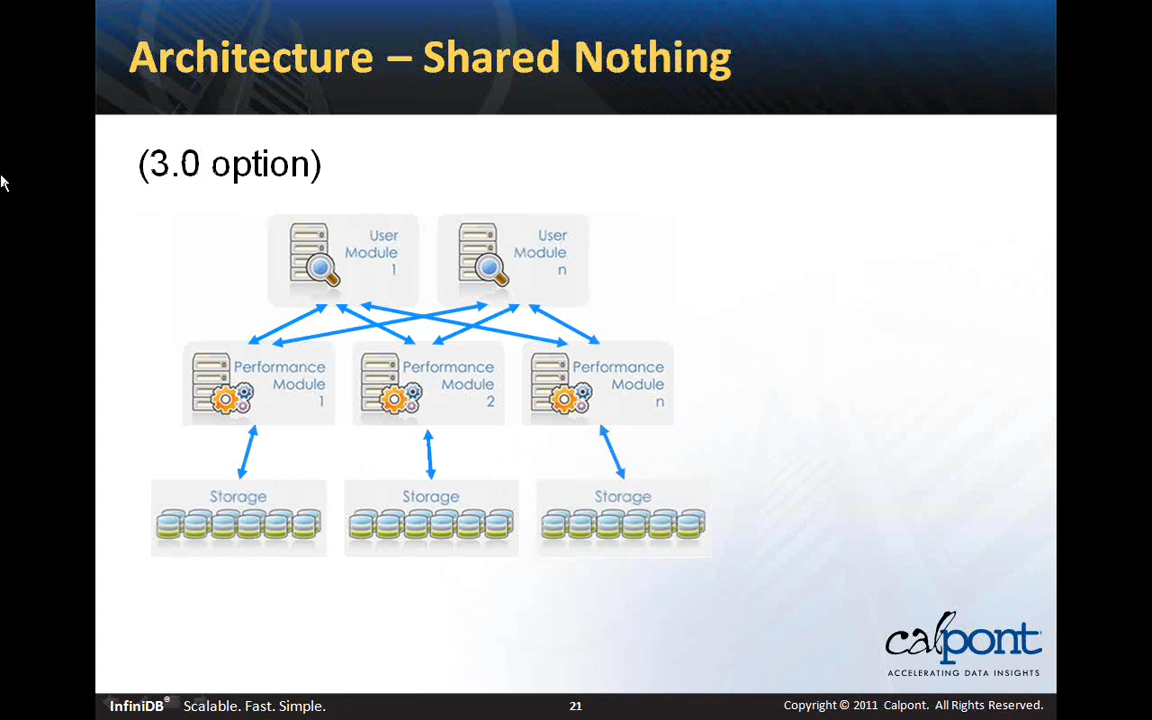 Architecture – Shared Nothing
(3.0 option)
User
Module
1
User
Module
n
Performance
Module
1
Performance
Module
2
Performance
Module
n
Storage
Storage
Storage
calpont
ACCELERATING DATA INSIGHTS
InfiniDB® Scalable. Fast. Simple.
21
Copyright © 2011 Calpont. All Rights Reserved.